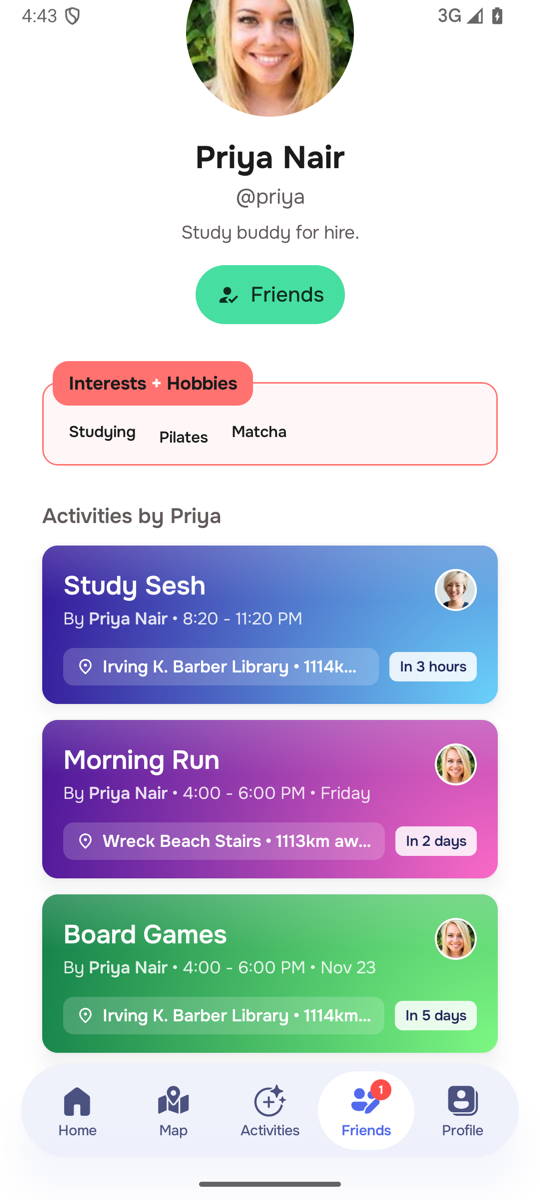 4:43
3G
Priya Nair
@priya
Study buddy for hire.
Friends
Interests + Hobbies
Studying Pilates Matcha
Activities by Priya
Study Sesh
By Priya Nair • 8:20 - 11:20 PM
Irving K. Barber Library • 1114k...
In 3 hours
Morning Run
By Priya Nair • 4:00 - 6:00 PM • Friday
Wreck Beach Stairs • 1113km aw...
In 2 days
Board Games
By Priya Nair • 4:00 - 6:00 PM • Nov 23
Irving K. Barber Library • 1114km...
In 5 days
1
Home Map Activities Friends Profile